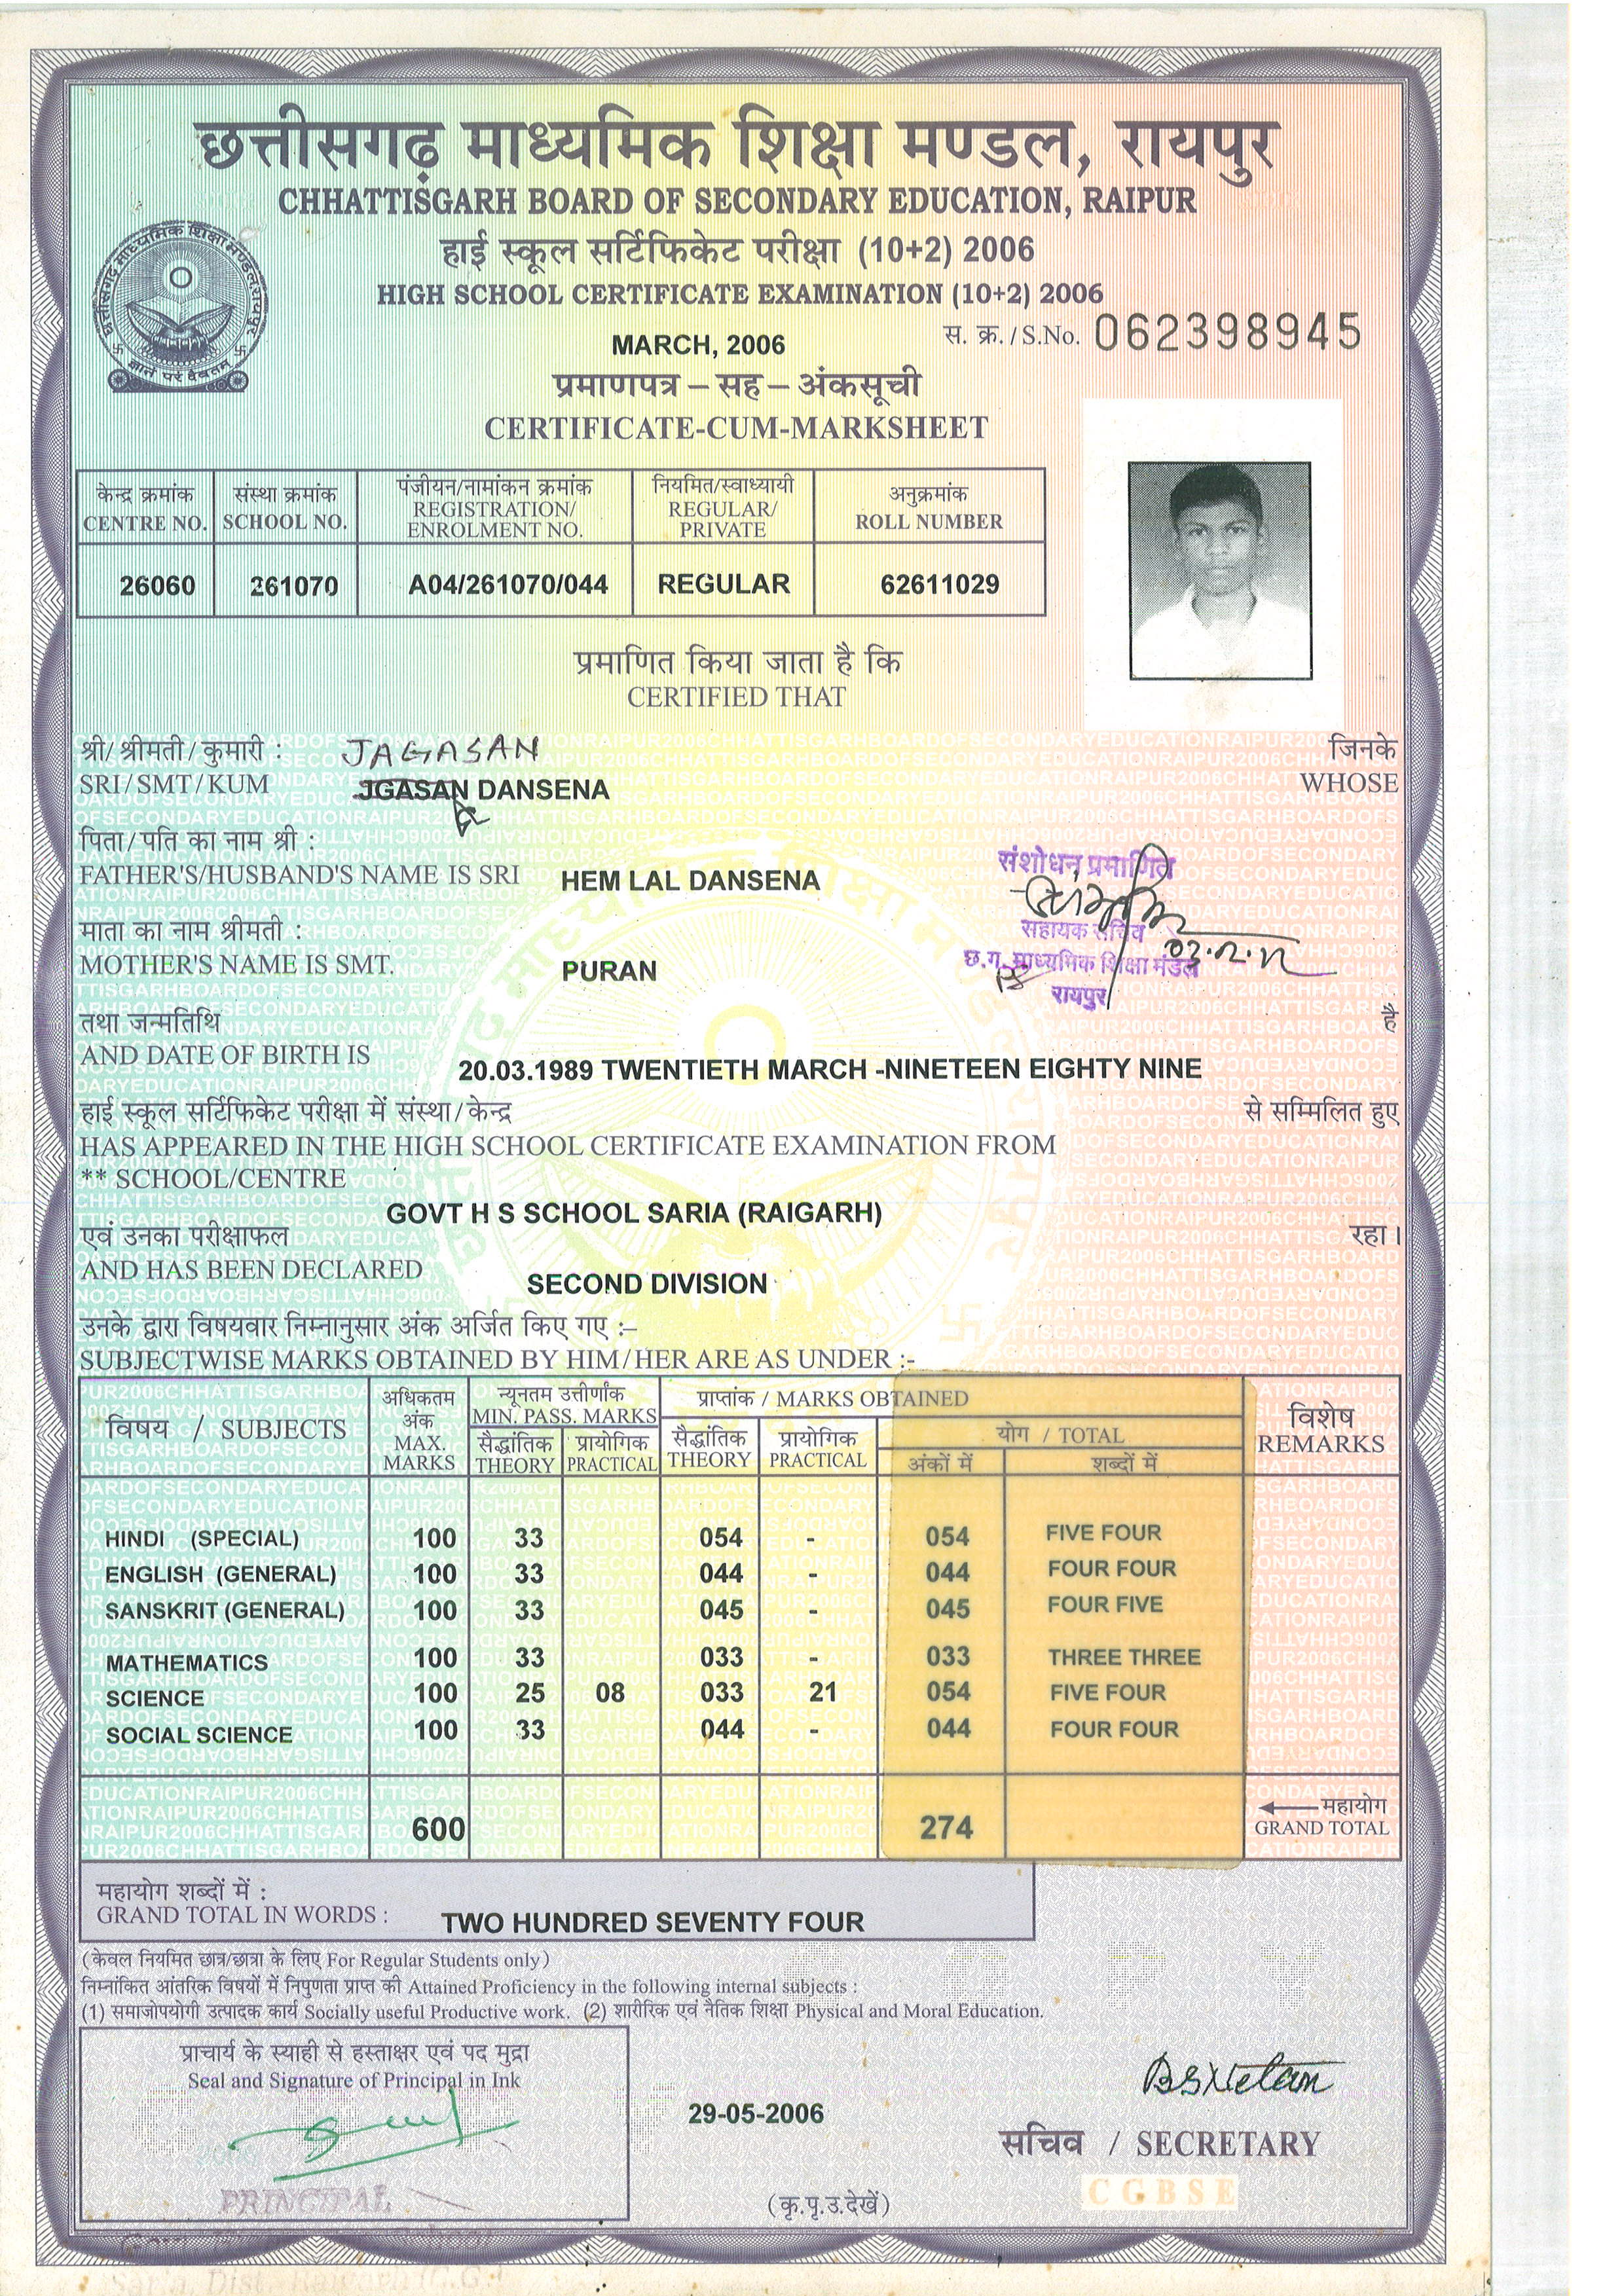 छत्तीसगढ़ माध्यमिक शिक्षा मण्डल, रायपुर
CHHATTISGARH BOARD OF SECONDARY EDUCATION, RAIPUR
हाई स्कूल सर्टिफिकेट परीक्षा (10+2) 2006
HIGH SCHOOL CERTIFICATE EXAMINATION (10+2) 2006
MARCH, 2006
स. क्र. / S.No. 062398945
प्रमाणपत्र – सह – अंकसूची
CERTIFICATE-CUM-MARKSHEET
केन्द्र क्रमांक संस्था क्रमांक पंजीयन/नामांकन क्रमांक नियमित/स्वाध्यायी अनुक्रमांक
CENTRE NO. SCHOOL NO. REGISTRATION/ ENROLMENT NO. REGULAR/ PRIVATE ROLL NUMBER
26060 261070 A04/261070/044 REGULAR 62611029
प्रमाणित किया जाता है कि
CERTIFIED THAT
श्री/ श्रीमती/ कुमारी : JAGASAN जिनके
SRI/SMT/KUM JGASAN DANSENA WHOSE
पिता/ पति का नाम श्री :
FATHER'S/HUSBAND'S NAME IS SRI HEM LAL DANSENA
संशोधन प्रमाणित
सहायक सचिव
छ.ग. माध्यमिक शिक्षा मंडल
रायपुर
माता का नाम श्रीमती :
MOTHER'S NAME IS SMT. PURAN
तथा जन्मतिथि है
AND DATE OF BIRTH IS 20.03.1989 TWENTIETH MARCH -NINETEEN EIGHTY NINE
हाई स्कूल सर्टिफिकेट परीक्षा में संस्था/केन्द्र से सम्मिलित हुए
HAS APPEARED IN THE HIGH SCHOOL CERTIFICATE EXAMINATION FROM
** SCHOOL/CENTRE
GOVT H S SCHOOL SARIA (RAIGARH)
एवं उनका परीक्षाफल रहा।
AND HAS BEEN DECLARED SECOND DIVISION
उनके द्वारा विषयवार निम्नानुसार अंक अर्जित किए गए :–
SUBJECTWISE MARKS OBTAINED BY HIM/HER ARE AS UNDER :-
विषय / SUBJECTS अधिकतम अंक MAX. MARKS न्यूनतम उत्तीर्णांक MIN. PASS. MARKS प्राप्तांक / MARKS OBTAINED विशेष REMARKS
सैद्धांतिक THEORY प्रायोगिक PRACTICAL सैद्धांतिक THEORY प्रायोगिक PRACTICAL योग / TOTAL
अंकों में शब्दों में
HINDI (SPECIAL) 100 33 054 - 054 FIVE FOUR
ENGLISH (GENERAL) 100 33 044 - 044 FOUR FOUR
SANSKRIT (GENERAL) 100 33 045 - 045 FOUR FIVE
MATHEMATICS 100 33 033 - 033 THREE THREE
SCIENCE 100 25 08 033 21 054 FIVE FOUR
SOCIAL SCIENCE 100 33 044 - 044 FOUR FOUR
600 274 महायोग GRAND TOTAL
महायोग शब्दों में :
GRAND TOTAL IN WORDS : TWO HUNDRED SEVENTY FOUR
(केवल नियमित छात्र/छात्रा के लिए For Regular Students only)
निम्नांकित आंतरिक विषयों में निपुणता प्राप्त की Attained Proficiency in the following internal subjects :
(1) समाजोपयोगी उत्पादक कार्य Socially useful Productive work. (2) शारीरिक एवं नैतिक शिक्षा Physical and Moral Education.
प्राचार्य के स्याही से हस्ताक्षर एवं पद मुद्रा
Seal and Signature of Principal in Ink
29-05-2006
सचिव / SECRETARY
CGBSE
PRINCIPAL
(कृ.पृ.उ.देखें)